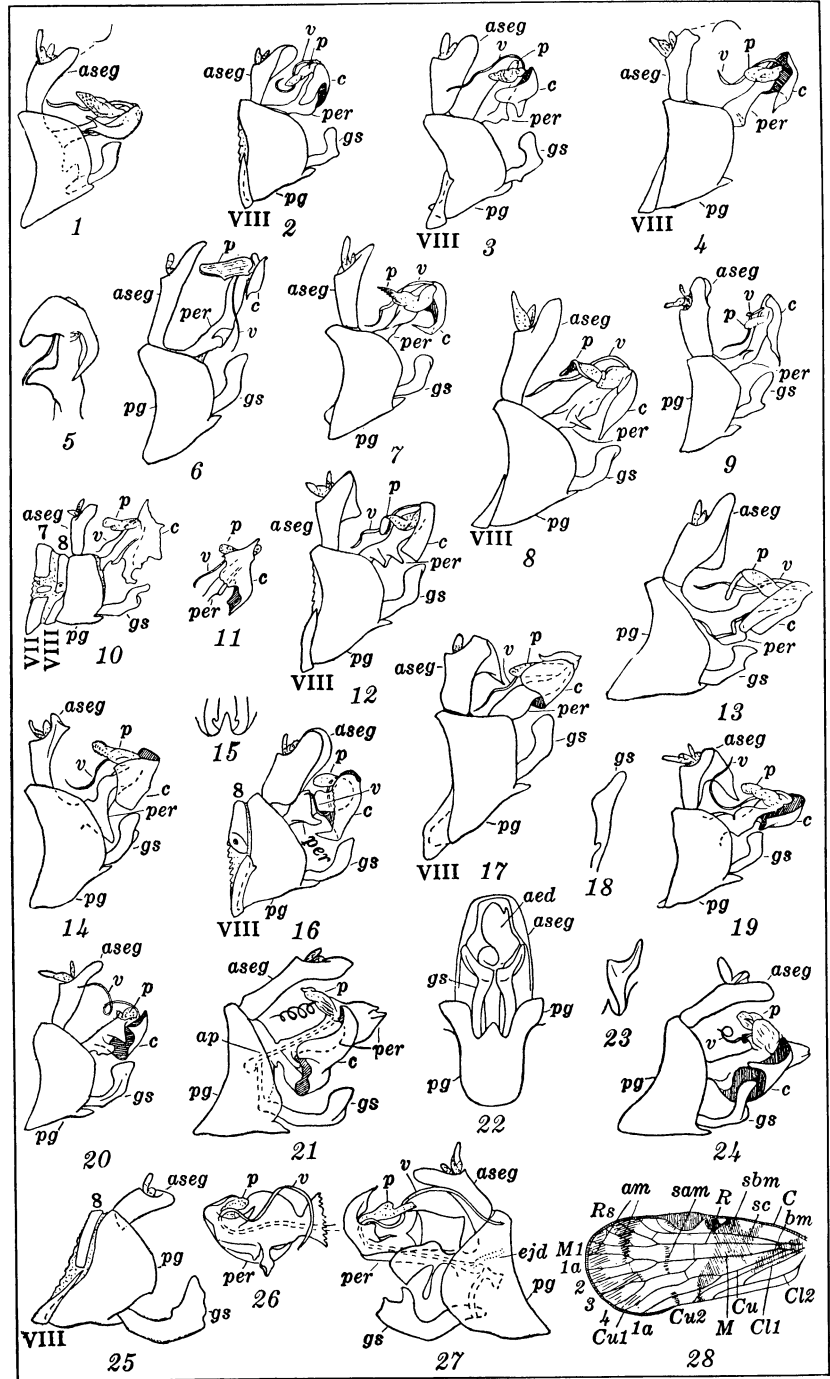 aseg
1
v
p
aseg
c
per
gs
pg
VIII
2
v
p
aseg
c
per
gs
pg
VIII
3
p
v
aseg
c
per
pg
VIII
4
5
p
aseg
c
per
v
pg
gs
6
v
p
aseg
c
per
gs
pg
7
aseg
v
p
c
per
gs
pg
VIII
8
aseg
v
p
per
pg
gs
9
aseg
p
7
8
v
c
gs
pg
VII
VIII
10
p
v
c
per
11
p
aseg
v
c
per
gs
pg
VIII
12
aseg
p
v
pg
c
per
gs
13
aseg
p
v
c
per
gs
pg
14
15
aseg
p
8
v
c
per
gs
pg
VIII
16
v
p
aseg
c
per
gs
pg
VIII
17
gs
18
aseg
v
p
c
gs
pg
19
aseg
v
p
c
gs
pg
20
aseg
p
ap
per
c
pg
gs
21
aed
aseg
gs
pg
pg
22
23
aseg
p
v
pg
c
gs
24
aseg
8
pg
gs
VIII
25
p
v
per
26
p
v
aseg
per
ejd
pg
gs
27
Rs
am
sam
R
sbm
sc
C
bm
M1
1a
2
3
4
Cu1
1a
Cu2
M
Cu
Cl1
Cl2
28